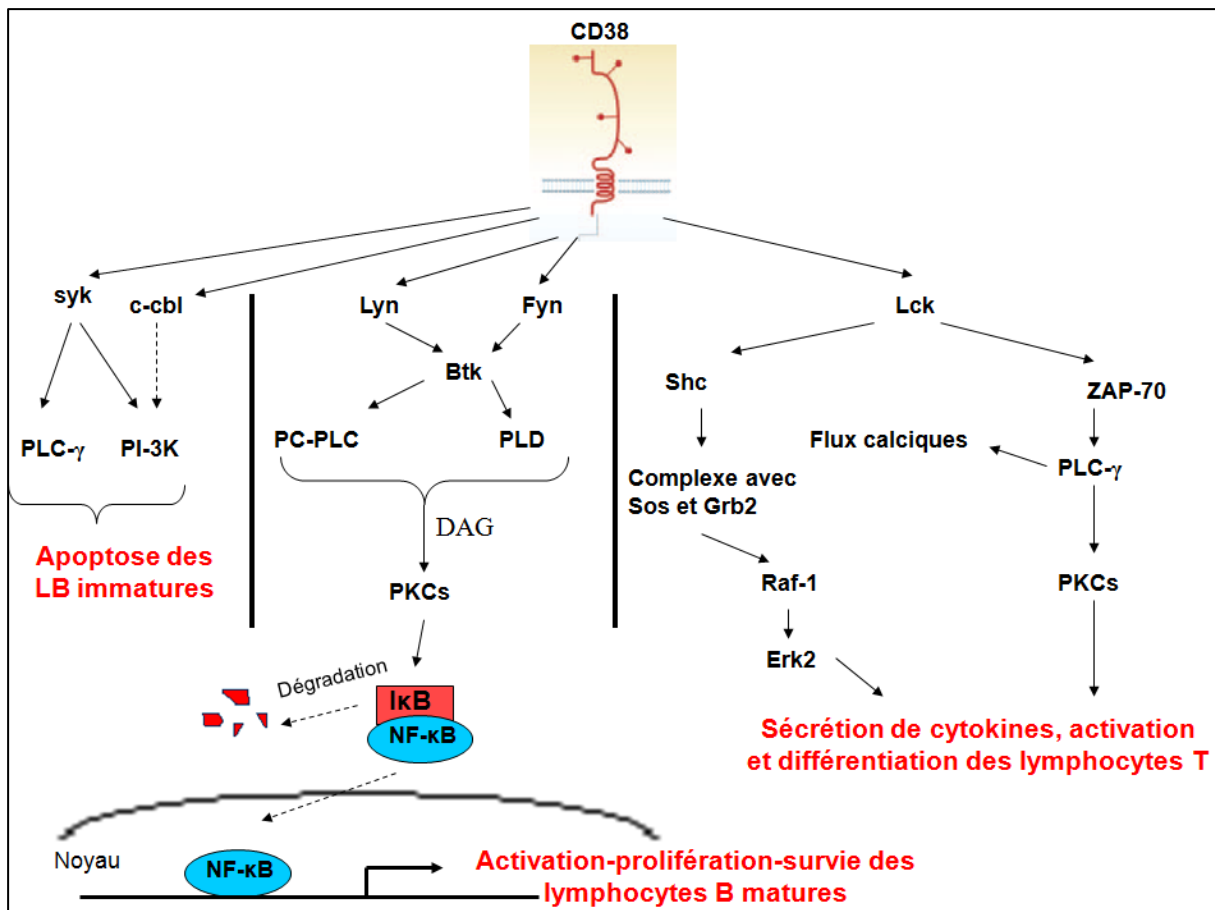 CD38
syk
c-cbl
Lyn
Fyn
Lck
Btk
Shc
ZAP-70
PLC-γ
PI-3K
PC-PLC
PLD
Flux calciques
PLC-γ
Complexe avec
Sos et Grb2
DAG
Apoptose des
LB immatures
PKCs
Raf-1
PKCs
Erk2
Dégradation
IκB
NF-κB
Sécrétion de cytokines, activation
et différentiation des lymphocytes T
Noyau
NF-κB
Activation-prolifération-survie des
lymphocytes B matures